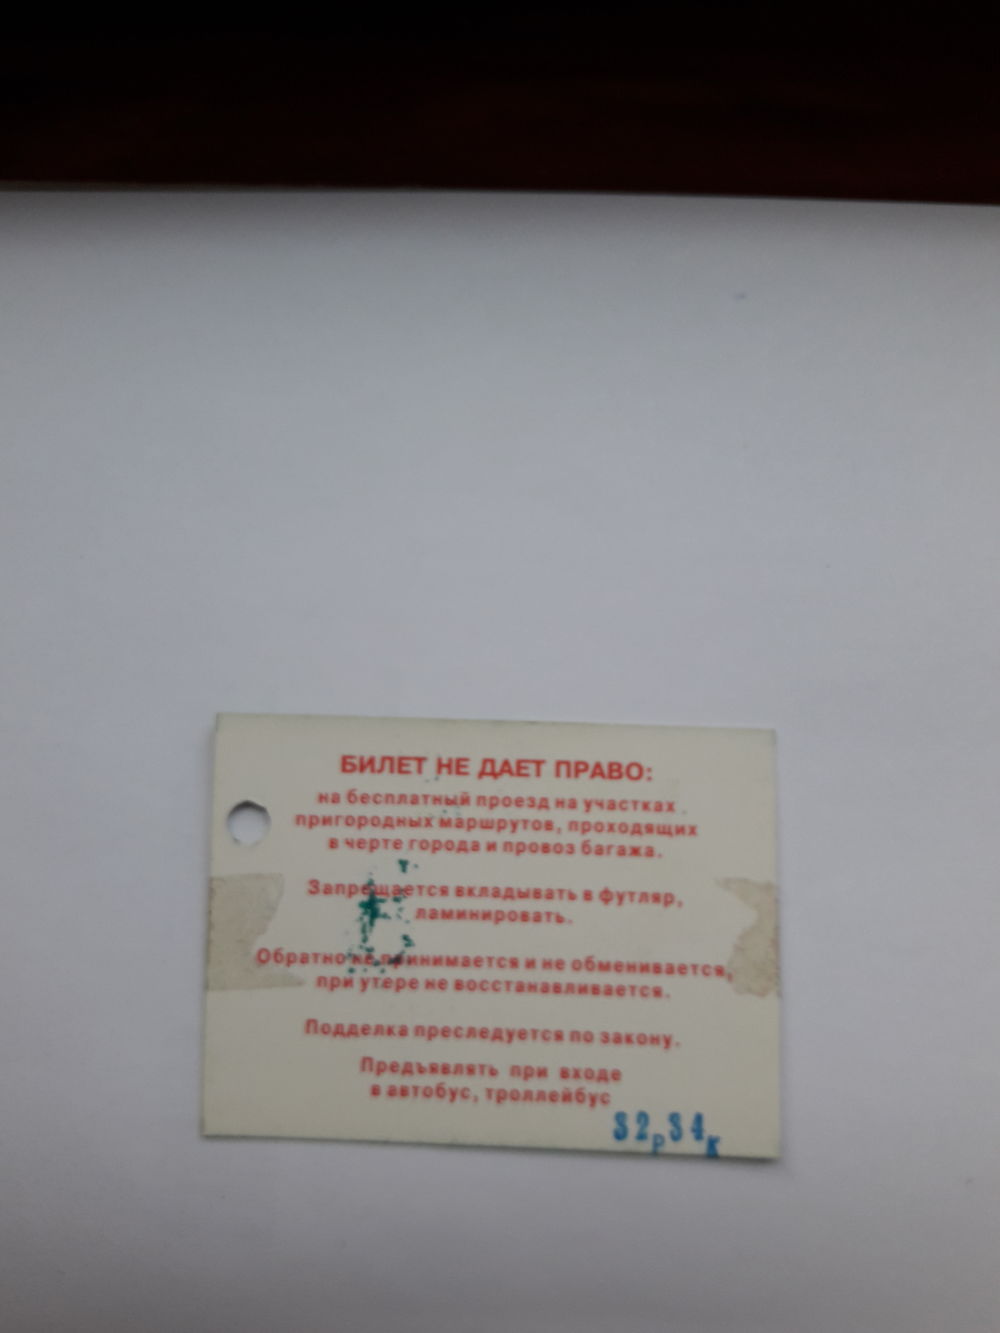 БИЛЕТ НЕ ДАЕТ ПРАВО:
на бесплатный проезд на участках
пригородных маршрутов, проходящих
в черте города и провоз багажа.
Запрещается вкладывать в футляр,
ламинировать.
Обратно не принимается и не обменивается,
при утере не восстанавливается.
Подделка преследуется по закону.
Предъявлять при входе
в автобус, троллейбус
32р34к